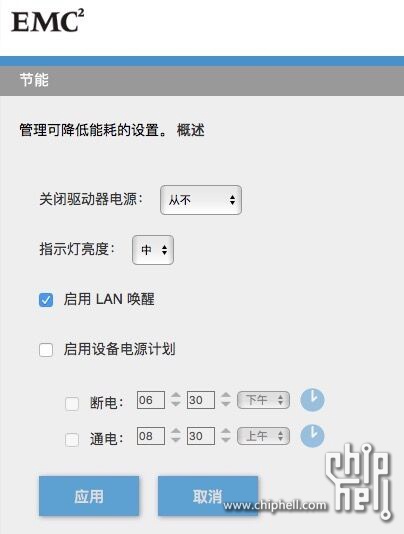 EMC²
节能
管理可降低能耗的设置。 概述
关闭驱动器电源： 从不
指示灯亮度： 中
启用 LAN 唤醒
启用设备电源计划
断电： 06 30 下午
通电： 08 30 上午
应用 取消
chip hell
www.chiphell.com